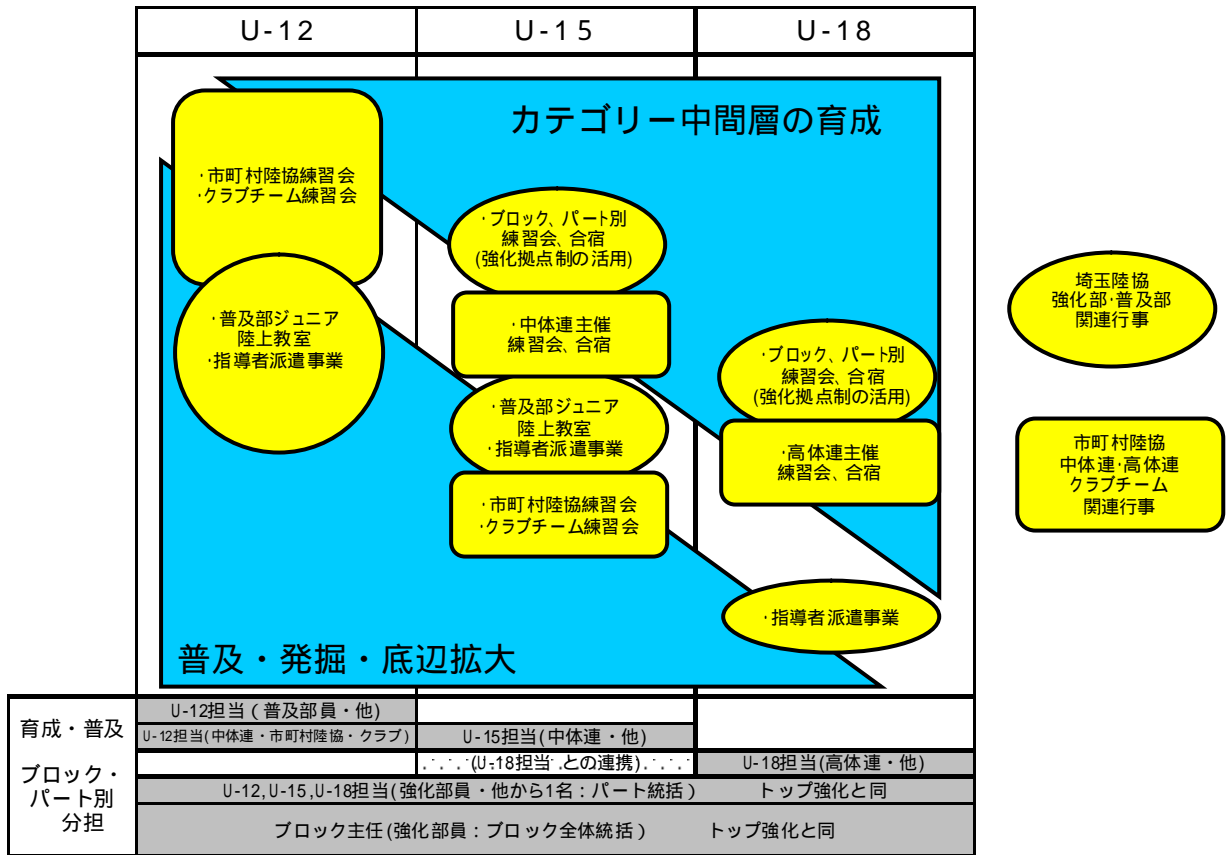 U-12
U-15
U-18
カテゴリー中間層の育成
・市町村陸協練習会
・クラブチーム練習会
・普及部ジュニア
陸上教室
・指導者派遣事業
・ブロック、パート別
練習会、合宿
(強化拠点制の活用)
・中体連主催
練習会、合宿
・普及部ジュニア
陸上教室
・指導者派遣事業
・市町村陸協練習会
・クラブチーム練習会
・ブロック、パート別
練習会、合宿
(強化拠点制の活用)
・高体連主催
練習会、合宿
・指導者派遣事業
普及・発掘・底辺拡大
埼玉陸協
強化部・普及部
関連行事
市町村陸協
中体連・高体連
クラブチーム
関連行事
育成・普及
ブロック・
パート別
分担
U-12担当(普及部員・他)
U-12担当(中体連・市町村陸協・クラブ)
U-15担当(中体連・他)
(U-18担当との連携)
U-18担当(高体連・他)
U-12,U-15,U-18担当(強化部員・他から1名:パート統括) トップ強化と同
ブロック主任(強化部員:ブロック全体統括) トップ強化と同